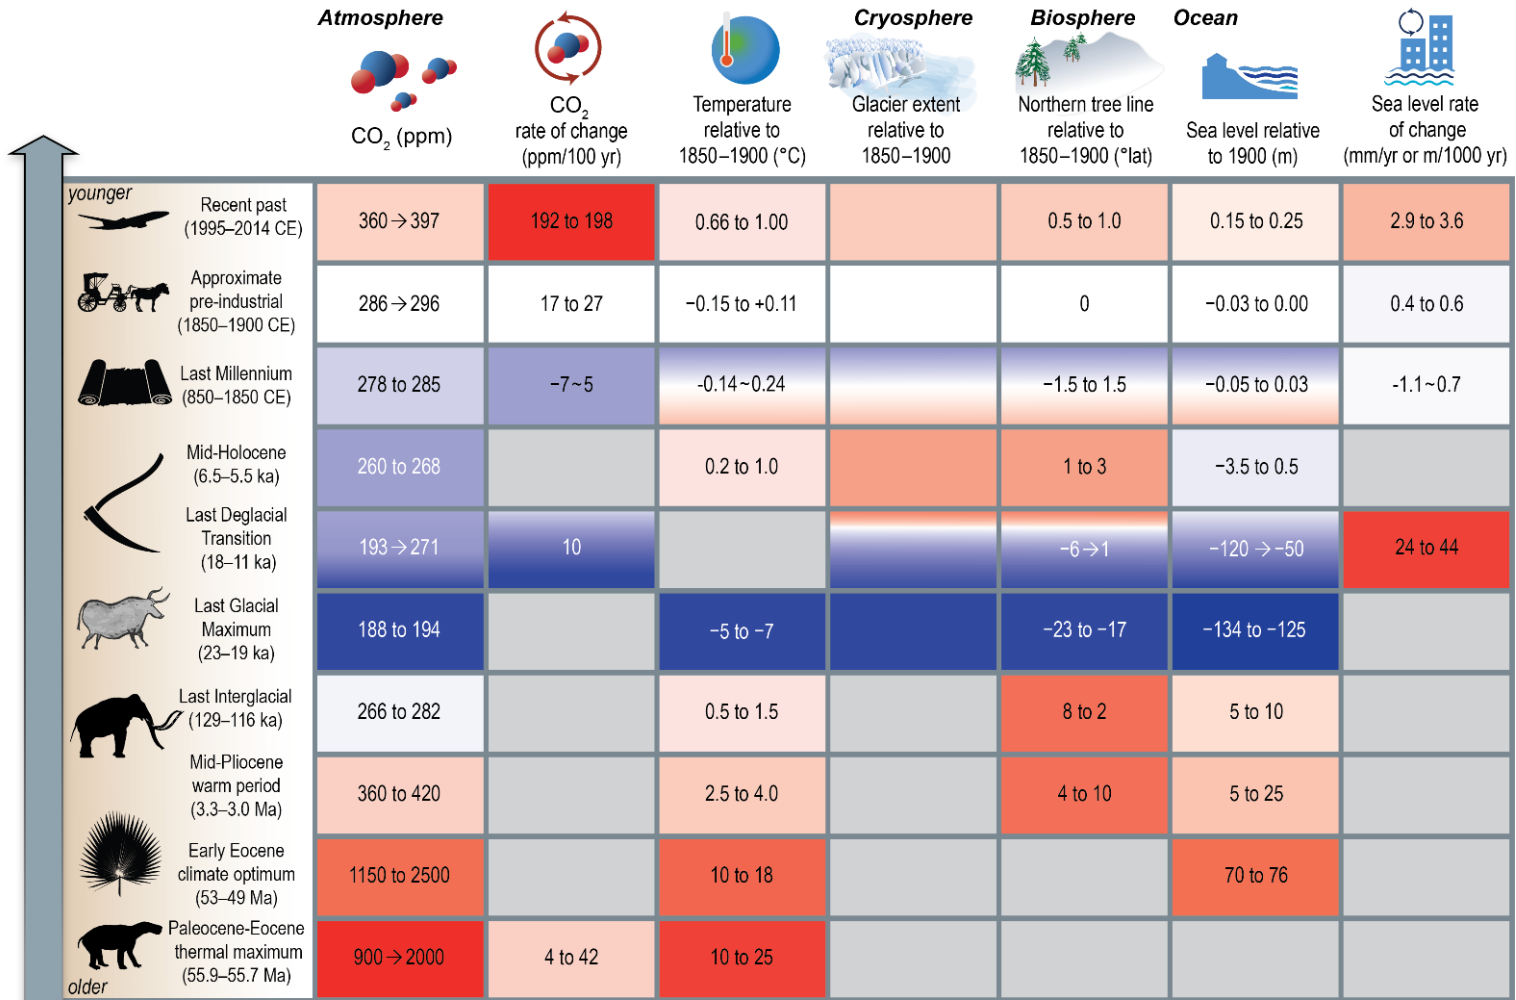 Atmosphere
Cryosphere
Biosphere
Ocean
CO2 (ppm)
CO2
rate of change
(ppm/100 yr)
Temperature
relative to
1850–1900 (°C)
Glacier extent
relative to
1850–1900
Northern tree line
relative to
1850–1900 (°lat)
Sea level relative
to 1900 (m)
Sea level rate
of change
(mm/yr or m/1000 yr)
younger
Recent past
(1995–2014 CE)
360→397
192 to 198
0.66 to 1.00
0.5 to 1.0
0.15 to 0.25
2.9 to 3.6
Approximate
pre-industrial
(1850–1900 CE)
286→296
17 to 27
−0.15 to +0.11
0
−0.03 to 0.00
0.4 to 0.6
Last Millennium
(850–1850 CE)
278 to 285
−7~5
-0.14~0.24
−1.5 to 1.5
−0.05 to 0.03
-1.1~0.7
Mid-Holocene
(6.5–5.5 ka)
260 to 268
0.2 to 1.0
1 to 3
−3.5 to 0.5
Last Deglacial
Transition
(18–11 ka)
193→271
10
−6→1
−120 → −50
24 to 44
Last Glacial
Maximum
(23–19 ka)
188 to 194
−5 to −7
−23 to −17
−134 to −125
Last Interglacial
(129–116 ka)
266 to 282
0.5 to 1.5
8 to 2
5 to 10
Mid-Pliocene
warm period
(3.3–3.0 Ma)
360 to 420
2.5 to 4.0
4 to 10
5 to 25
Early Eocene
climate optimum
(53–49 Ma)
1150 to 2500
10 to 18
70 to 76
Paleocene-Eocene
thermal maximum
(55.9–55.7 Ma)
900→2000
4 to 42
10 to 25
older